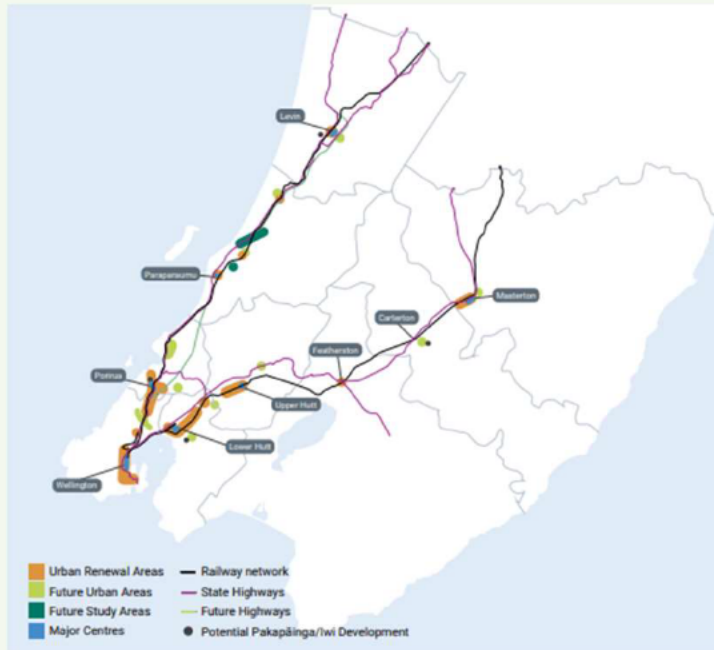 Levin
Paraparaumu
Masterton
Carterton
Featherston
Porirua
Upper Hutt
Lower Hutt
Wellington
Urban Renewal Areas
Future Urban Areas
Future Study Areas
Major Centres
Railway network
State Highways
Future Highways
Potential Pakapāinga/Iwi Development